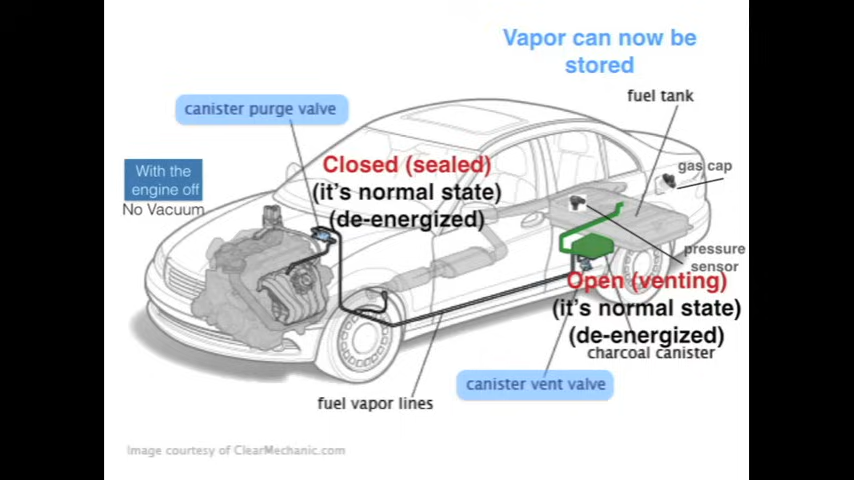 Vapor can now be
stored
fuel tank
canister purge valve
Closed (sealed)
(it's normal state)
(de-energized)
gas cap
With the
engine off
No Vacuum
pressure
sensor
Open (venting)
(it's normal state)
(de-energized)
charcoal canister
canister vent valve
fuel vapor lines
Image courtesy of ClearMechanic.com